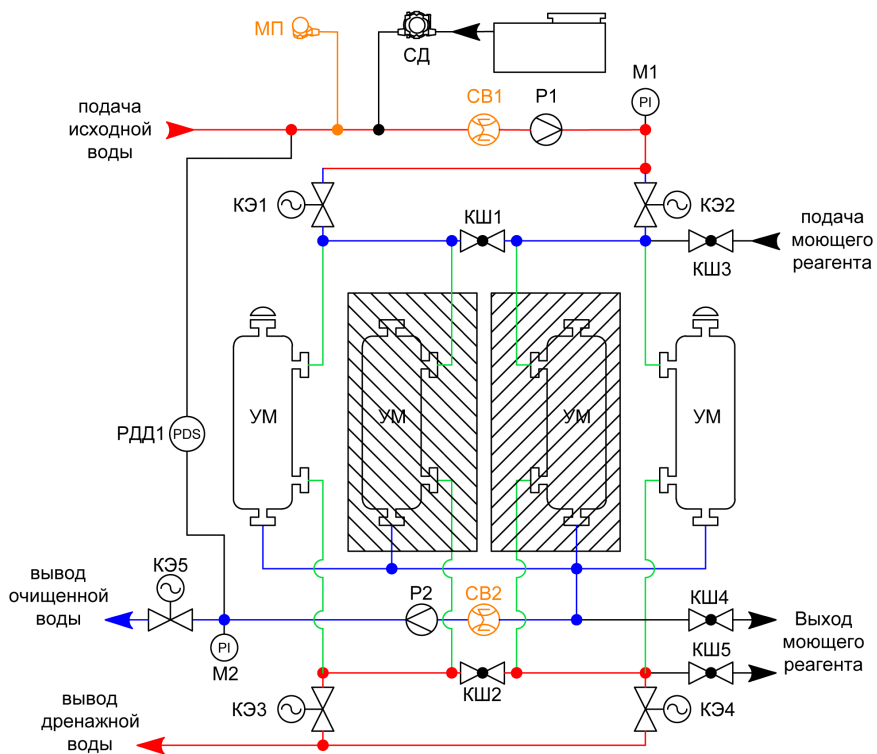 МП
СД
М1
PI
подача
исходной
воды
СВ1
Р1
КЭ1
КШ1
КЭ2
подача
моющего
реагента
КШ3
УМ
УМ
УМ
УМ
РДД1
PDS
вывод
очищенной
воды
КЭ5
Р2
СВ2
КШ4
Выход
моющего
реагента
PI
М2
КШ5
КШ2
КЭ3
КЭ4
вывод
дренажной
воды